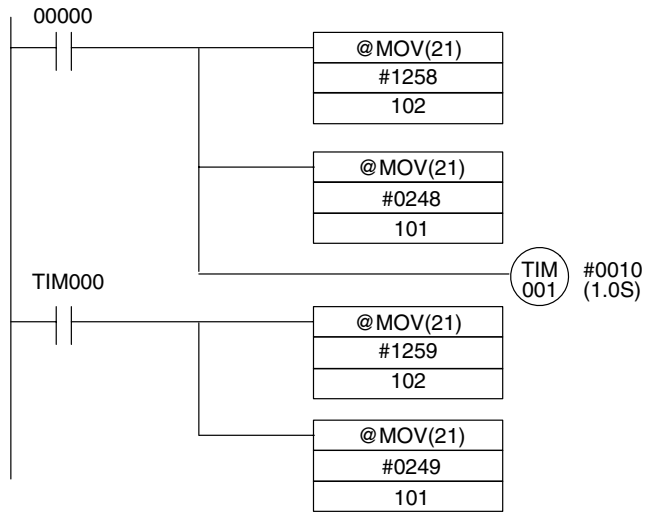 00000
@MOV(21)
#1258
102
@MOV(21)
#0248
101
TIM
001
#0010
(1.0S)
TIM000
@MOV(21)
#1259
102
@MOV(21)
#0249
101